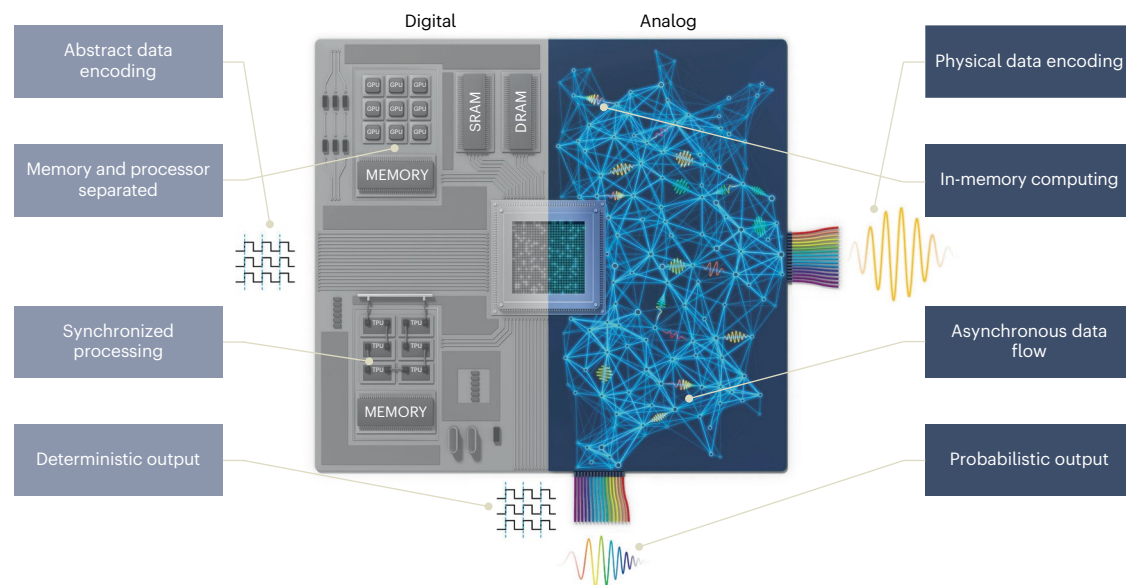 Digital
Analog
Abstract data
encoding
Memory and processor
separated
Synchronized
processing
Deterministic output
GPU GPU GPU
GPU GPU GPU
GPU GPU GPU
MEMORY
SRAM
DRAM
TPU TPU
TPU TPU
TPU TPU
MEMORY
Physical data encoding
In-memory computing
Asynchronous data
flow
Probabilistic output